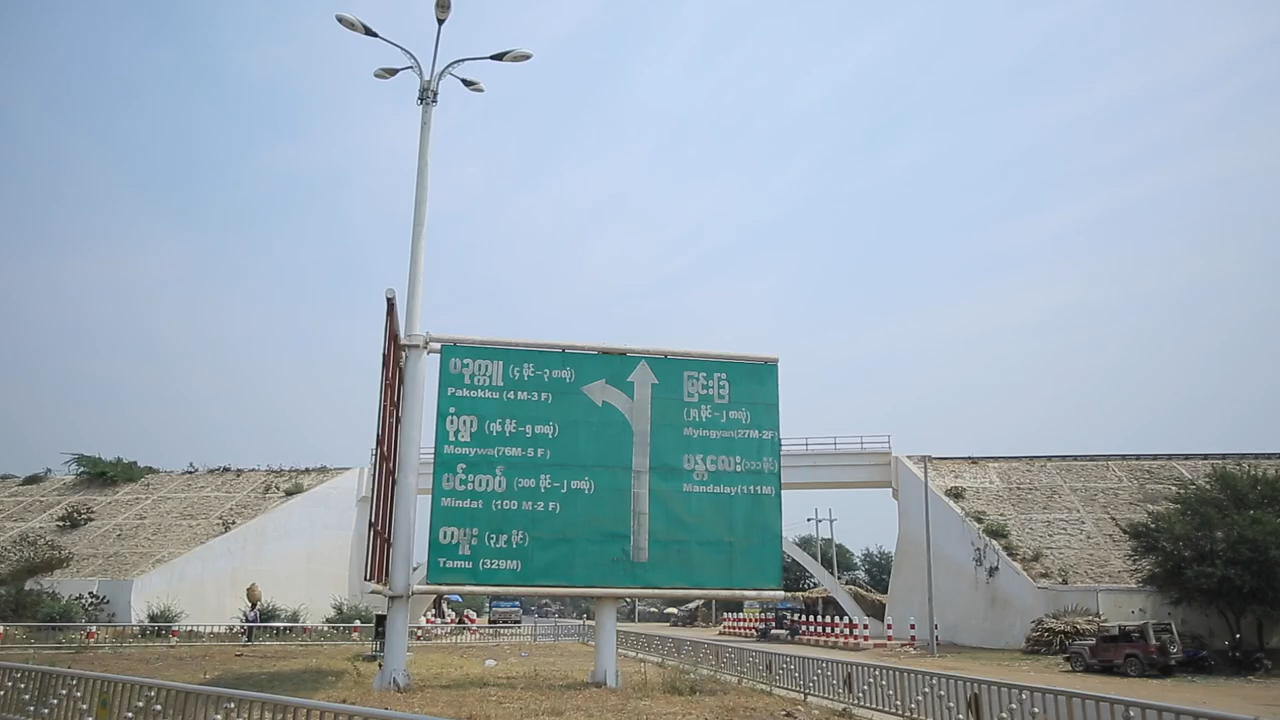 ပခုက္ကူ (၄ မိုင် – ၃ ဖာလုံ)
Pakokku (4 M-3 F)
မုံရွာ (၇၆ မိုင် – ၅ ဖာလုံ)
Monywa(76M-5 F)
မင်းတပ် (၁၀၀ မိုင် – ၂ ဖာလုံ)
Mindat (100 M-2 F)
တမူး (၃၂၉ မိုင်)
Tamu (329M)
မြင်းခြံ
(၂၇ မိုင် – ၂ ဖာလုံ)
Myingyan(27M-2F)
မန္တလေး(၁၁၁ မိုင်)
Mandalay(111M)